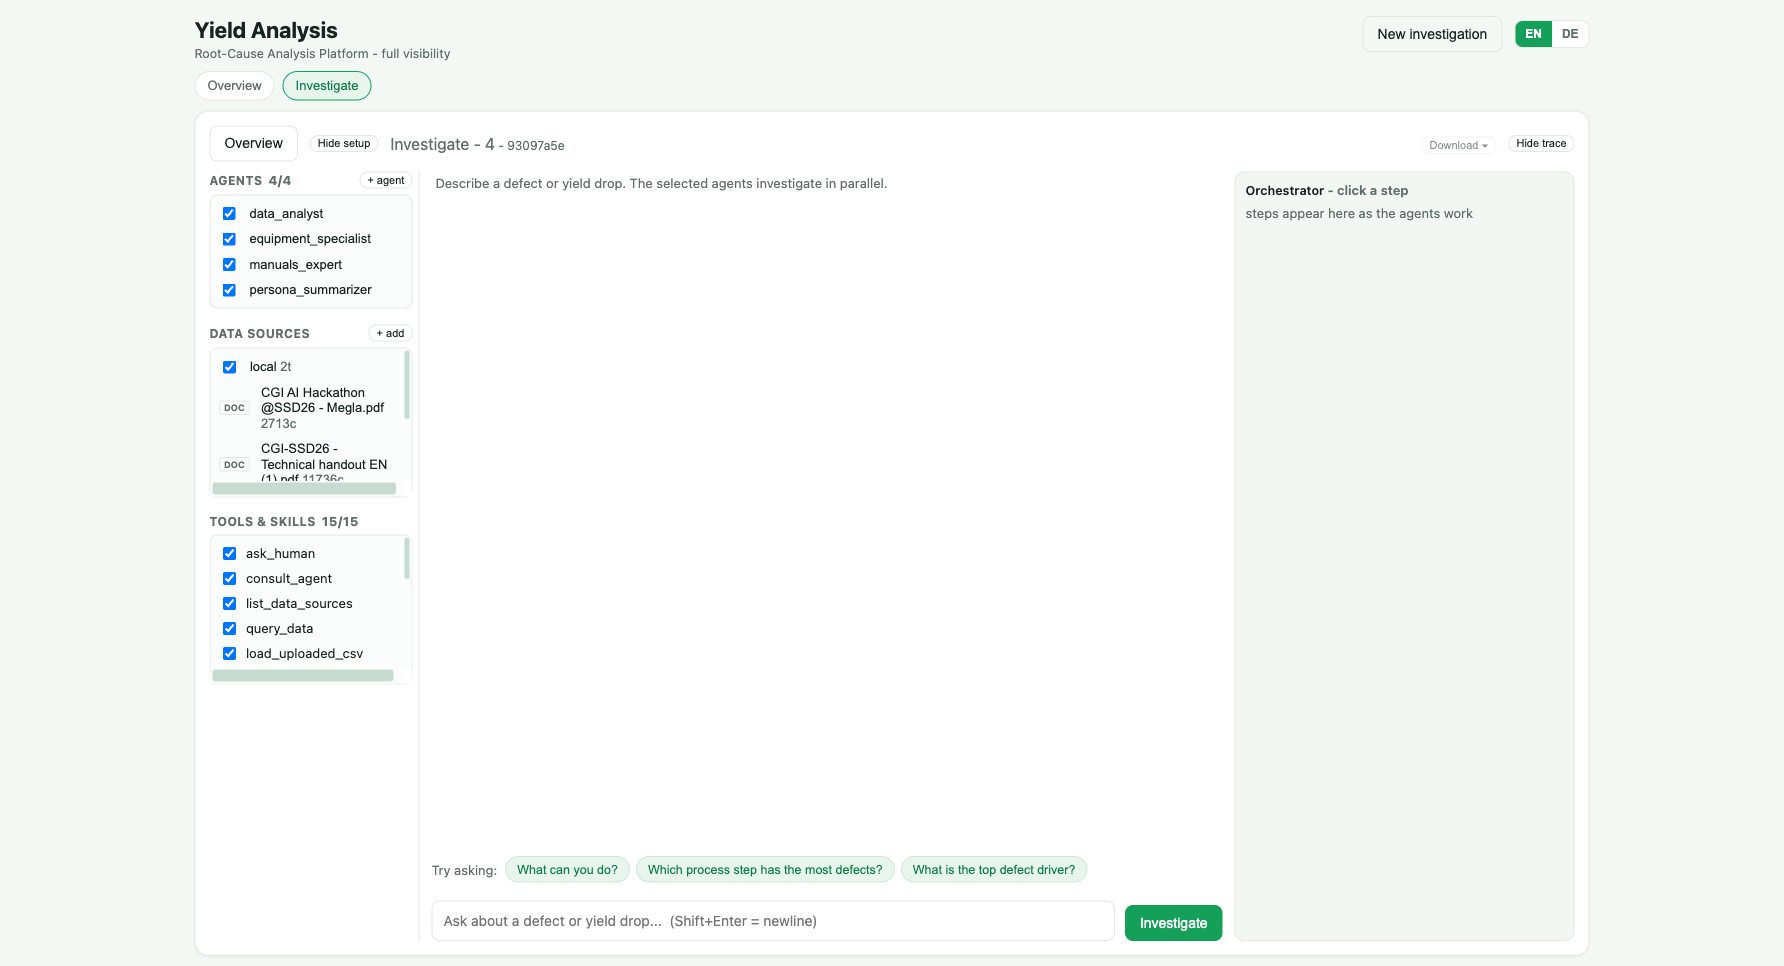 Yield Analysis
Root-Cause Analysis Platform - full visibility
New investigation
EN DE
Overview Investigate
Overview Hide setup Investigate - 4 - 93097a5e
Download Hide trace
AGENTS 4/4 + agent
data_analyst
equipment_specialist
manuals_expert
persona_summarizer
DATA SOURCES + add
local 2t
DOC
CGI AI Hackathon
@SSD26 - Megla.pdf
2713c
DOC
CGI-SSD26 -
Technical handout EN
(1).pdf 11736c
TOOLS & SKILLS 15/15
ask_human
consult_agent
list_data_sources
query_data
load_uploaded_csv
Describe a defect or yield drop. The selected agents investigate in parallel.
Try asking: What can you do? Which process step has the most defects? What is the top defect driver?
Ask about a defect or yield drop... (Shift+Enter = newline)
Investigate
Orchestrator - click a step
steps appear here as the agents work